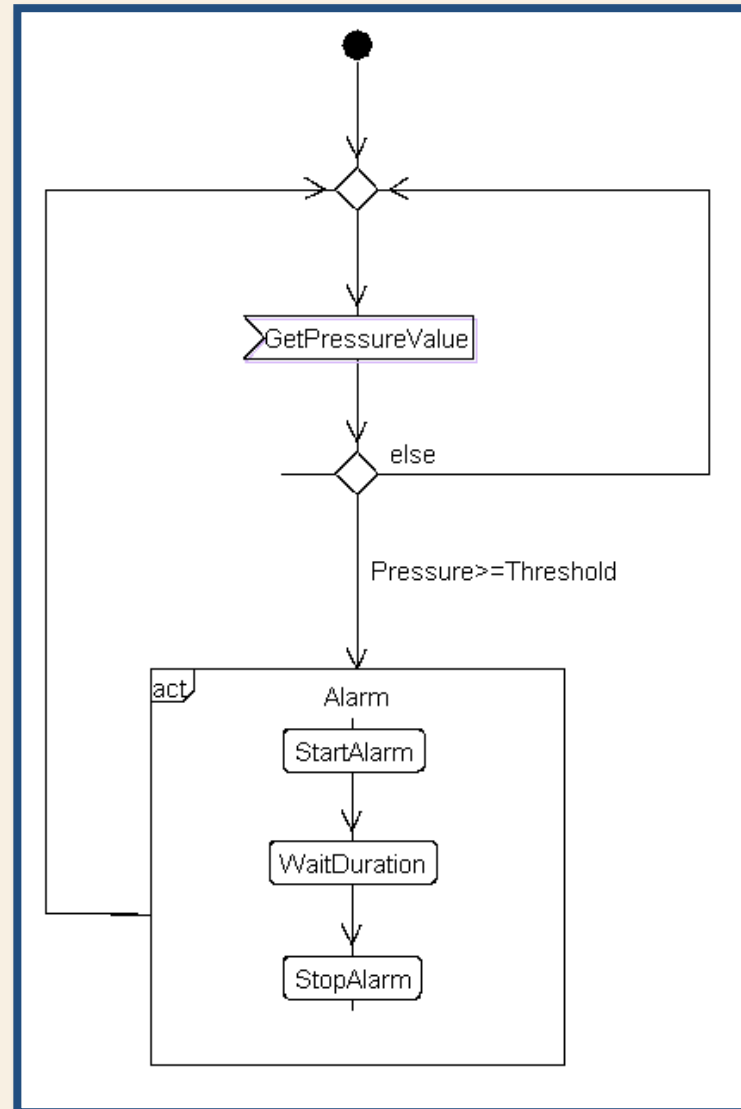 GetPressureValue
else
Pressure>=Threshold
act
Alarm
StartAlarm
WaitDuration
StopAlarm